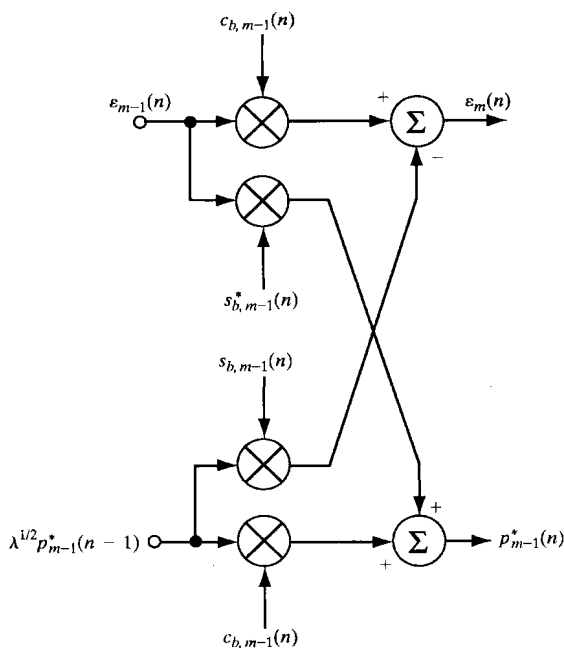 c_{b, m−1}(n)
ε_{m−1}(n)
+
Σ
ε_m(n)
−
s*_{b, m−1}(n)
s_{b, m−1}(n)
+
λ^{1/2}p*_{m−1}(n − 1)
Σ
p*_{m−1}(n)
+
c_{b, m−1}(n)